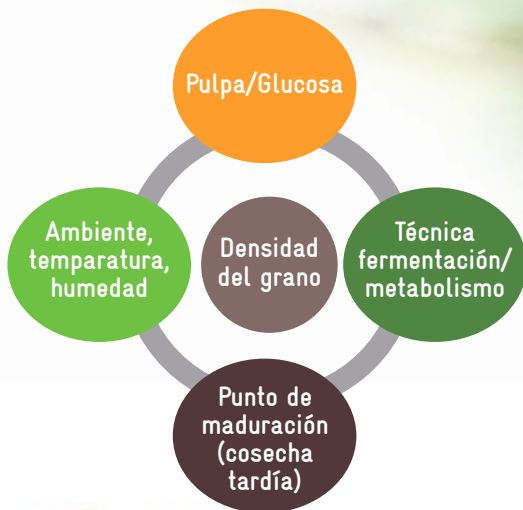 Pulpa/Glucosa
Ambiente,
temparatura,
humedad
Densidad
del grano
Técnica
fermentación/
metabolismo
Punto de
maduración
(cosecha
tardía)